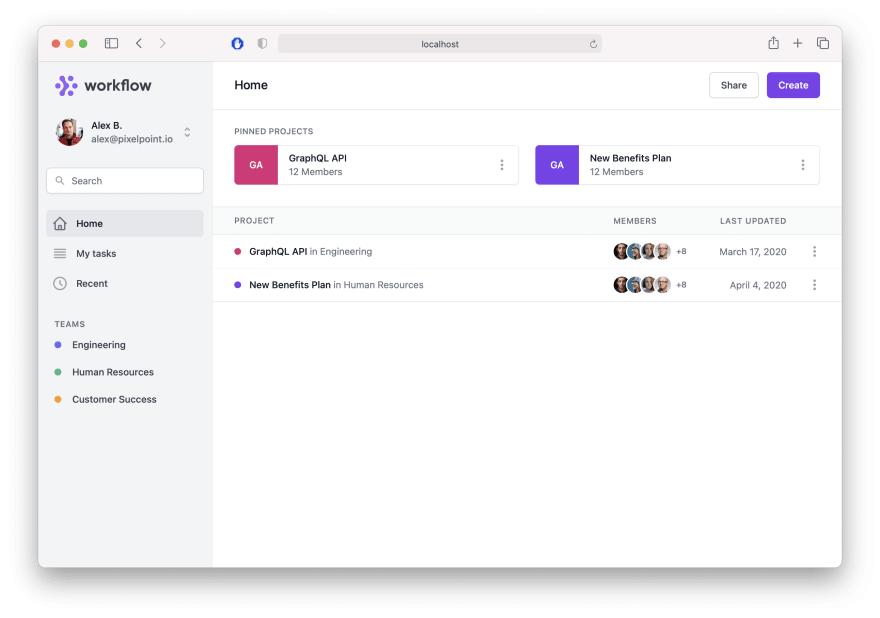 localhost
workflow
Alex B.
alex@pixelpoint.io
Search
Home
My tasks
Recent
TEAMS
Engineering
Human Resources
Customer Success
Home
Share
Create
PINNED PROJECTS
GA
GraphQL API
12 Members
GA
New Benefits Plan
12 Members
PROJECT MEMBERS LAST UPDATED
GraphQL API in Engineering +8 March 17, 2020
New Benefits Plan in Human Resources +8 April 4, 2020